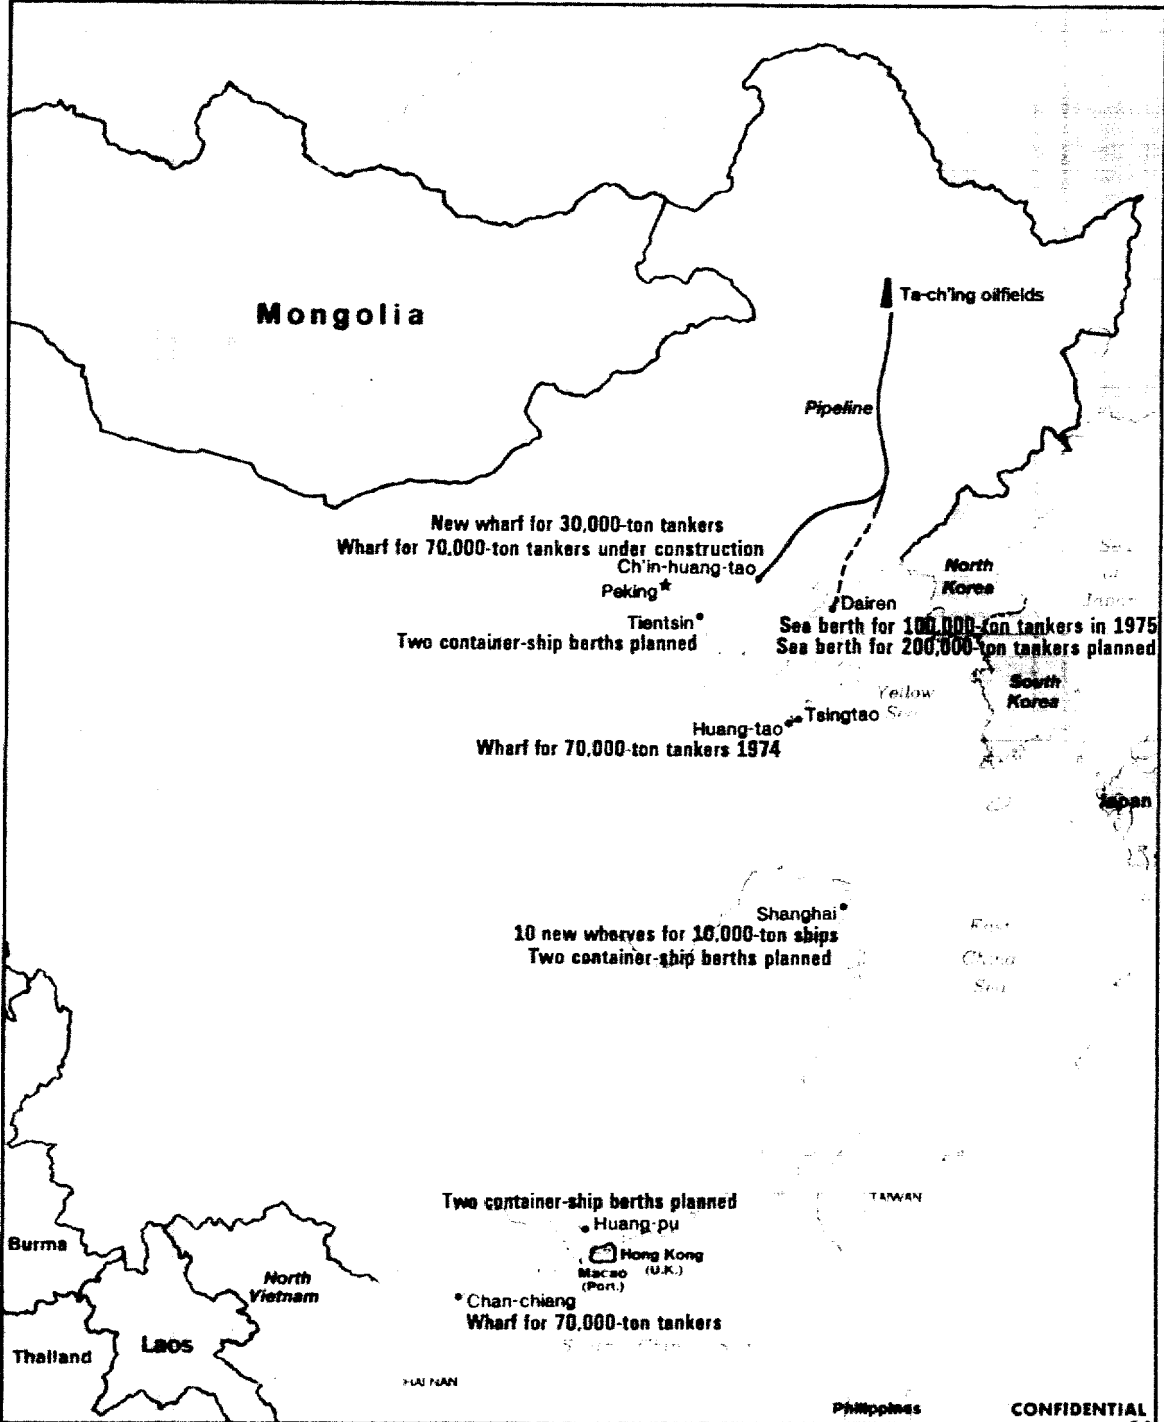 Mongolia
Ta-ch'ing oilfields
Pipeline
New wharf for 30,000-ton tankers
Wharf for 70,000-ton tankers under construction
Ch'in-huang-tao
Peking
North
Korea
Dairen
Sea berth for 100,000-ton tankers in 1975
Sea berth for 200,000-ton tankers planned
Tientsin
Two container-ship berths planned
South
Korea
Yellow
Sea
Tsingtao
Huang-tao
Wharf for 70,000-ton tankers 1974
Japan
Shanghai
10 new wharves for 10,000-ton ships
Two container-ship berths planned
East
China
Sea
TAIWAN
Two container-ship berths planned
Huang-pu
Hong Kong
(U.K.)
Macao
(Port.)
Burma
North
Vietnam
Chan-chiang
Wharf for 70,000-ton tankers
Laos
Thailand
HAI NAN
Philippines
CONFIDENTIAL